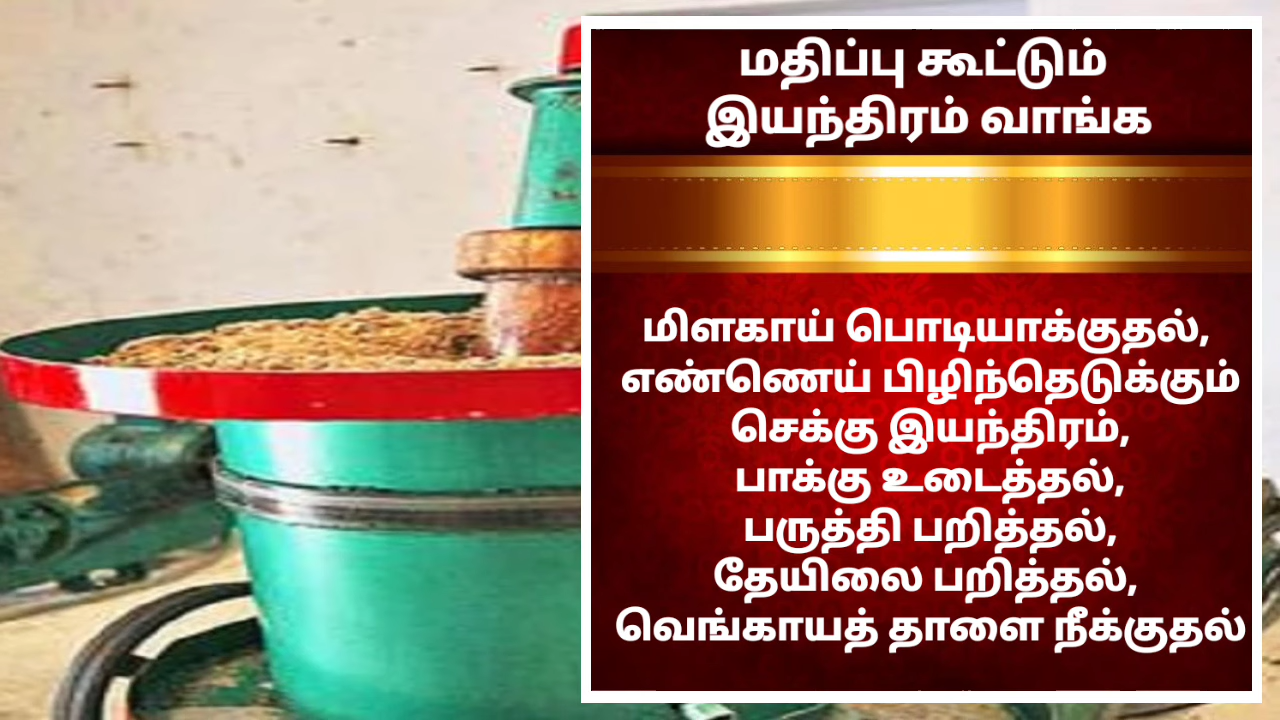 மதிப்பு கூட்டும்
இயந்திரம் வாங்க
மிளகாய் பொடியாக்குதல்,
எண்ணெய் பிழிந்தெடுக்கும்
செக்கு இயந்திரம்,
பாக்கு உடைத்தல்,
பருத்தி பறித்தல்,
தேயிலை பறித்தல்,
வெங்காயத் தாளை நீக்குதல்